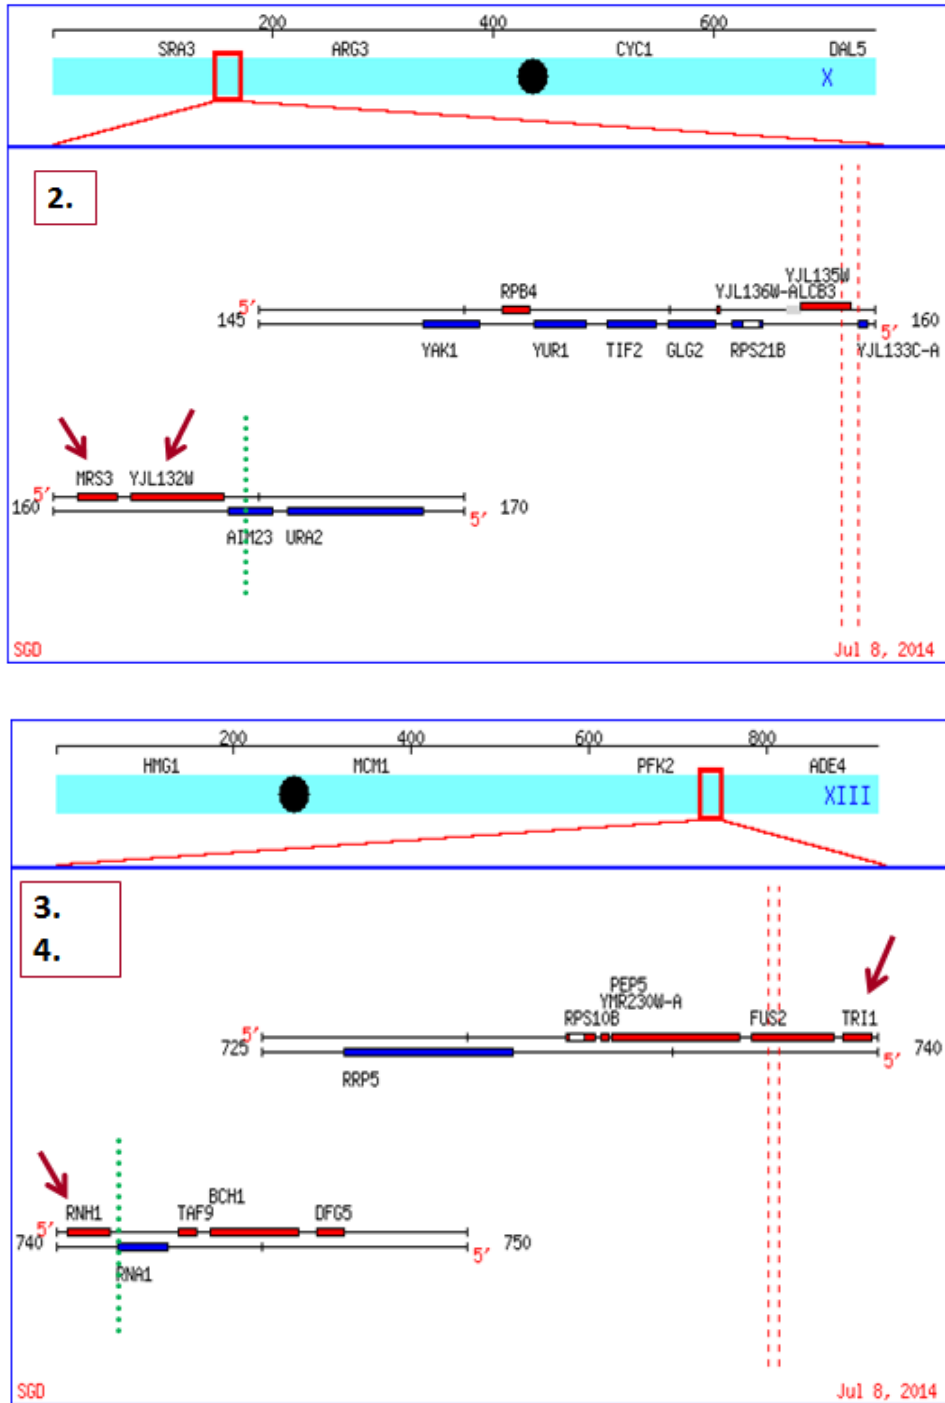 200 400 600
SRA3 ARG3 CYC1 DAL5
X
2.
YJL135W
RPB4 YJL136W-ALCB3
5'
145 160
5'
YAK1 YUR1 TIF2 GLG2 RPS21B YJL133C-A
MRS3 YJL132W
5'
160 170
5'
AIM23 URA2
SGD Jul 8, 2014
200 400 600 800
HMG1 MCM1 PFK2 ADE4
XIII
3.
4.
PEP5
YMR230W-A
RPS10B FUS2 TRI1
5'
725 740
5'
RRP5
BCH1
RNH1 TAF9 DFG5
5'
740 750
5'
RNA1
SGD Jul 8, 2014